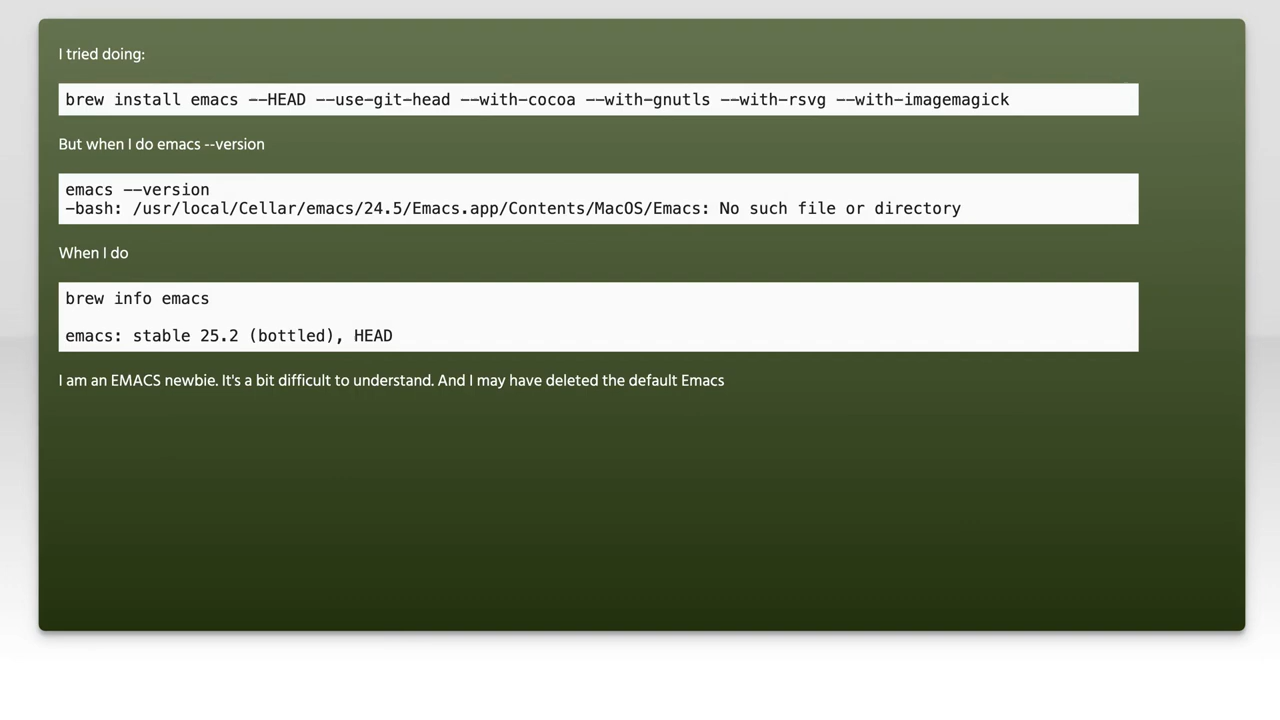 I tried doing:
brew install emacs --HEAD --use-git-head --with-cocoa --with-gnutls --with-rsvg --with-imagemagick
But when I do emacs --version
emacs --version
-bash: /usr/local/Cellar/emacs/24.5/Emacs.app/Contents/MacOS/Emacs: No such file or directory
When I do
brew info emacs
emacs: stable 25.2 (bottled), HEAD
I am an EMACS newbie. It's a bit difficult to understand. And I may have deleted the default Emacs